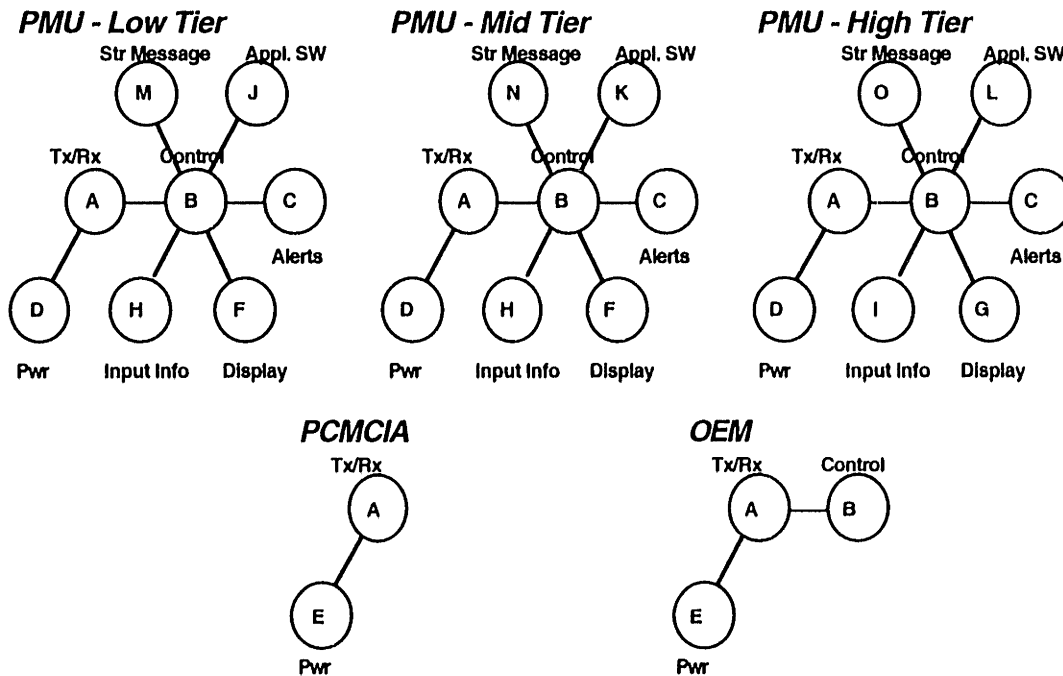 PMU - Low Tier
PMU - Mid Tier
PMU - High Tier
Str Message
Appl. SW
Str Message
Appl. SW
Str Message
Appl. SW
M
J
N
K
O
L
Tx/Rx
Control
Tx/Rx
Control
Tx/Rx
Control
A
B
C
A
B
C
A
B
C
Alerts
Alerts
Alerts
D
H
F
D
H
F
D
I
G
Pwr
Input Info
Display
Pwr
Input Info
Display
Pwr
Input Info
Display
PCMCIA
OEM
Tx/Rx
Tx/Rx
Control
A
A
B
E
E
Pwr
Pwr